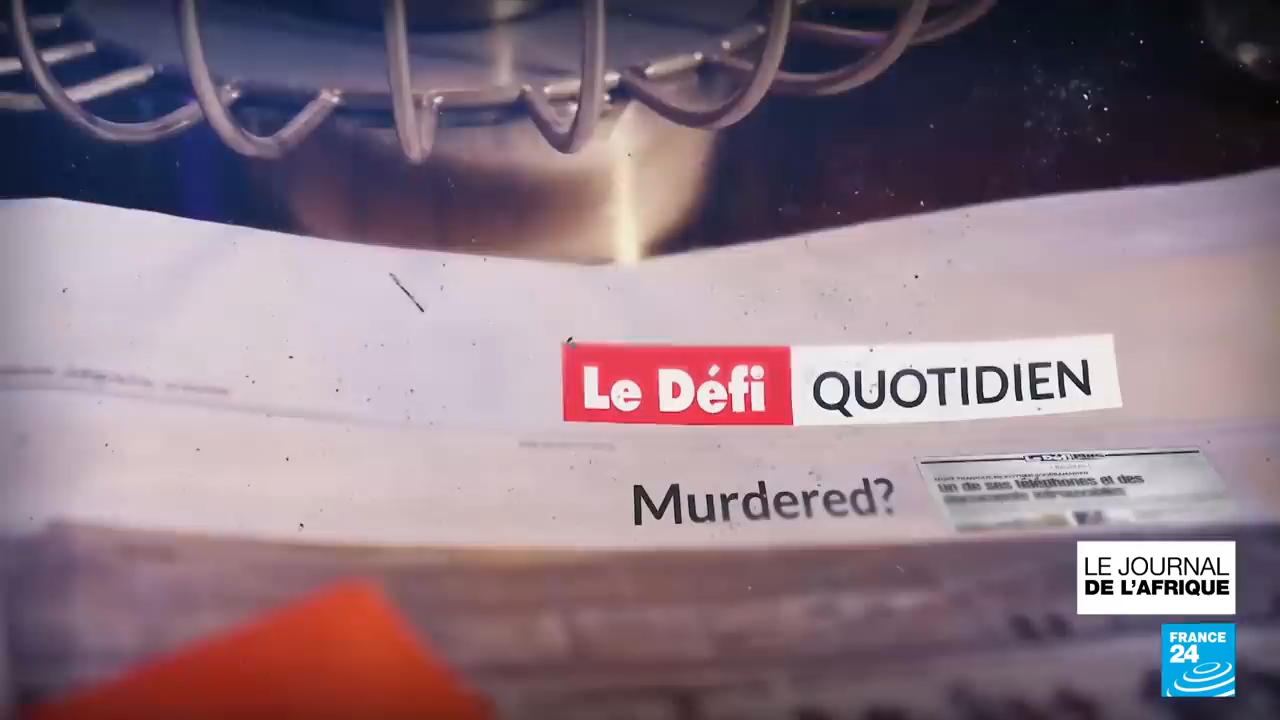 Le Défi QUOTIDIEN
Murdered?
un de ses téléphones et des
LE JOURNAL
DE L'AFRIQUE
FRANCE
24